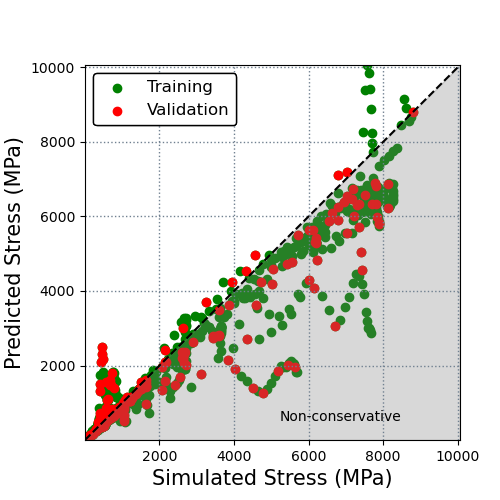 10000
8000
6000
4000
2000
Predicted Stress (MPa)
Training
Validation
Non-conservative
2000 4000 6000 8000 10000
Simulated Stress (MPa)